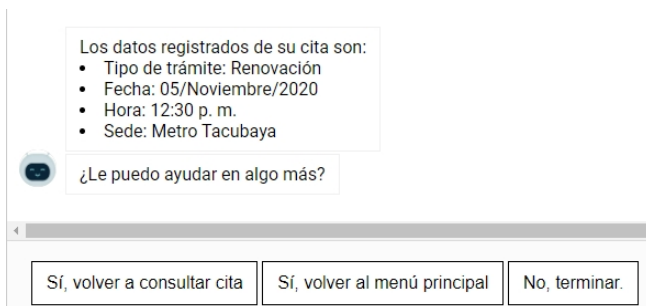 Los datos registrados de su cita son:
• Tipo de trámite: Renovación
• Fecha: 05/Noviembre/2020
• Hora: 12:30 p. m.
• Sede: Metro Tacubaya
¿Le puedo ayudar en algo más?
Sí, volver a consultar cita
Sí, volver al menú principal
No, terminar.